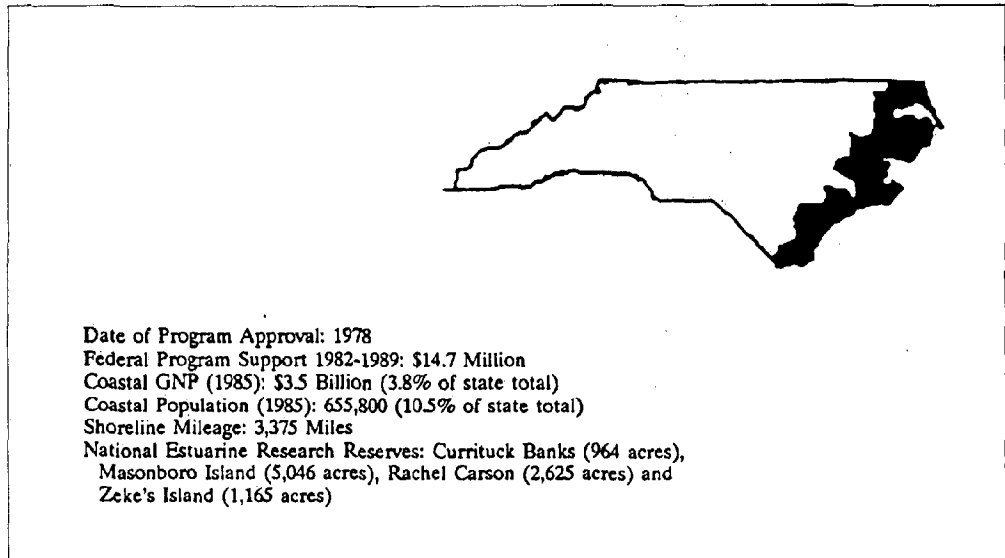 Date of Program Approval: 1978
Federal Program Support 1982-1989: $14.7 Million
Coastal GNP (1985): $3.5 Billion (3.8% of state total)
Coastal Population (1985): 655,800 (10.5% of state total)
Shoreline Mileage: 3,375 Miles
National Estuarine Research Reserves: Currituck Banks (964 acres),
Masonboro Island (5,046 acres), Rachel Carson (2,625 acres) and
Zeke's Island (1,165 acres)